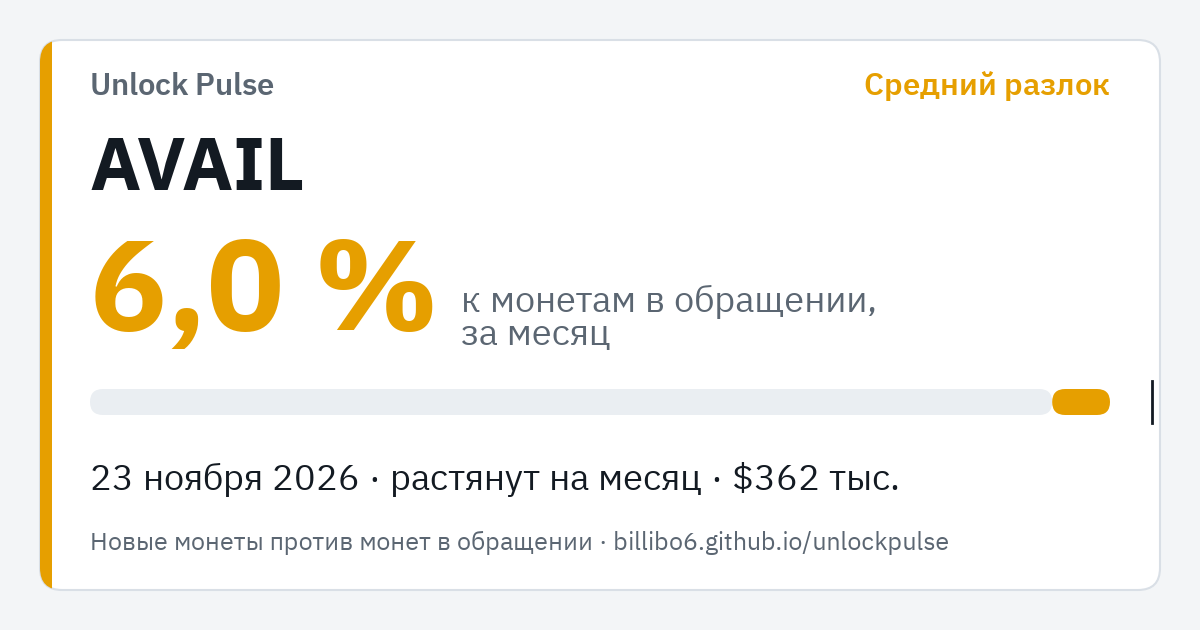 Unlock Pulse
Средний разлок
AVAIL
6,0 %
к монетам в обращении,
за месяц
23 ноября 2026 · растянут на месяц · $362 тыс.
Новые монеты против монет в обращении · billibo6.github.io/unlockpulse